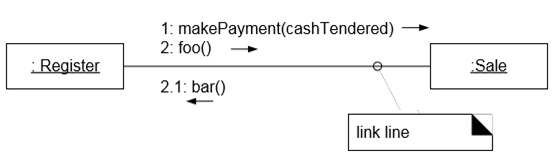 1: makePayment(cashTendered)
2: foo()
: Register
:Sale
2.1: bar()
link line